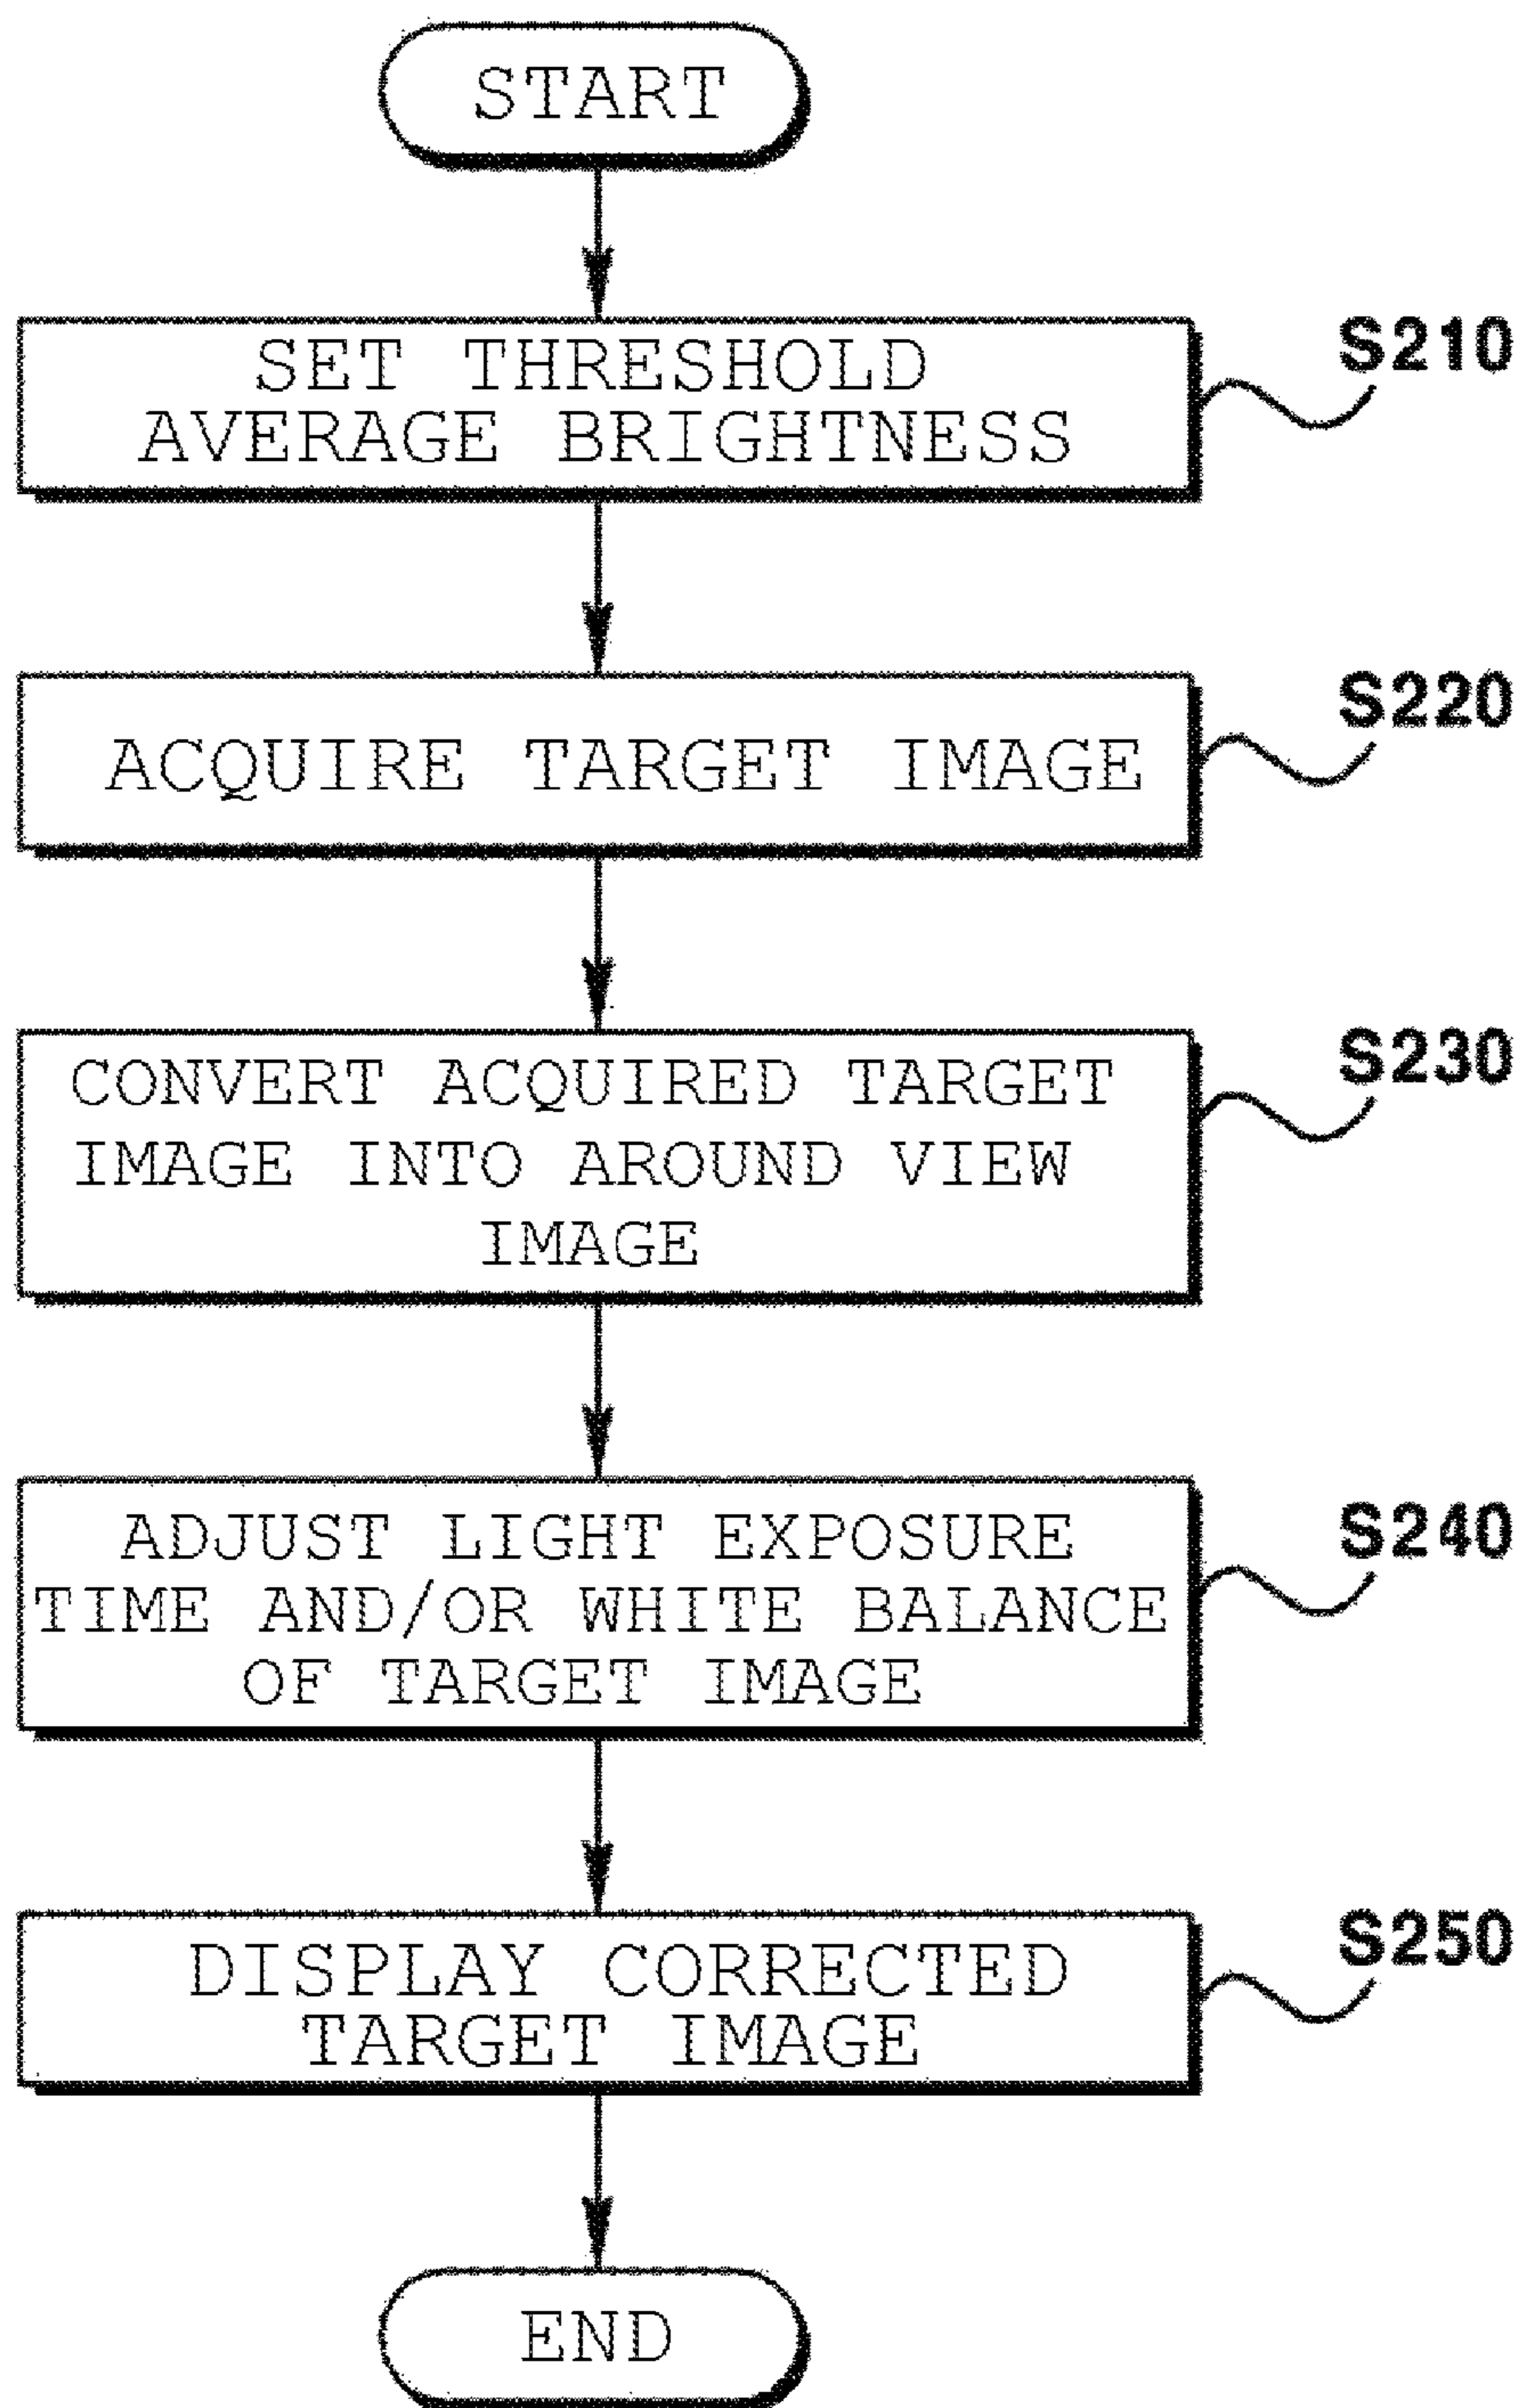 START
SET THRESHOLD
AVERAGE BRIGHTNESS
S210
ACQUIRE TARGET IMAGE
S220
CONVERT ACQUIRED TARGET
IMAGE INTO AROUND VIEW
IMAGE
S230
ADJUST LIGHT EXPOSURE
TIME AND/OR WHITE BALANCE
OF TARGET IMAGE
S240
DISPLAY CORRECTED
TARGET IMAGE
S250
END